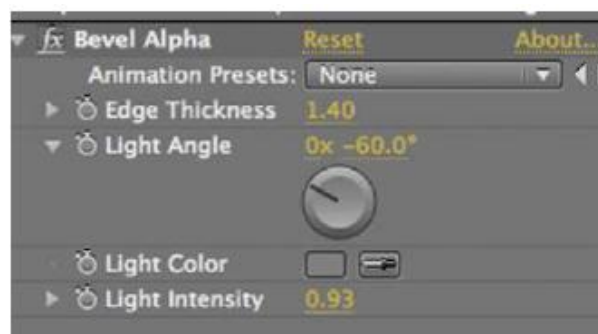 fx Bevel Alpha Reset About..
Animation Presets: None
Edge Thickness 1.40
Light Angle 0x -60.0°
Light Color
Light Intensity 0.93